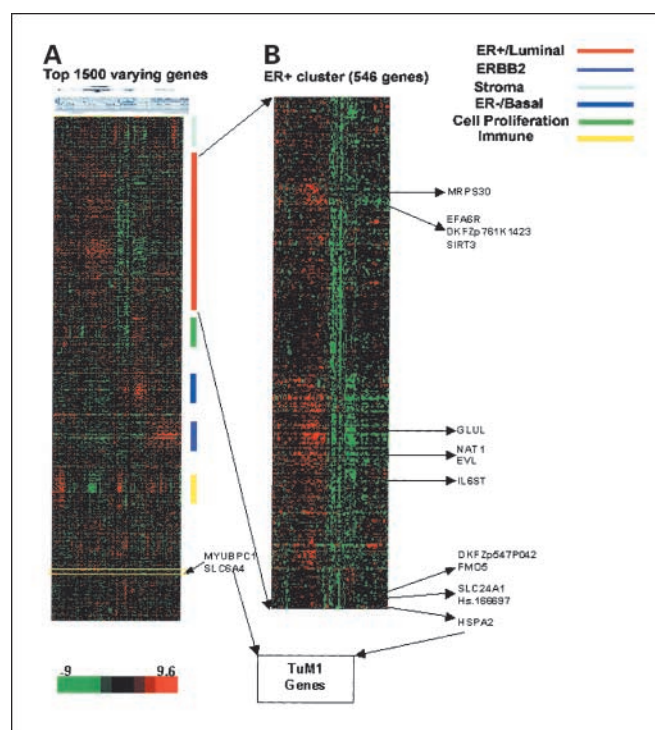 A
Top 1500 varying genes
B
ER+ cluster (546 genes)
ER+/Luminal
ERBB2
Stroma
ER-/Basal
Cell Proliferation
Immune
MRPS30
EFA6R
DKFZp761K1423
SIRT3
GLUL
NAT1
EVL
IL6ST
MYUBPC1
SLC6A4
DKFZp547P042
FMO5
SLC24A1
Hs.166697
HSPA2
TuM1
Genes
-9
9.6